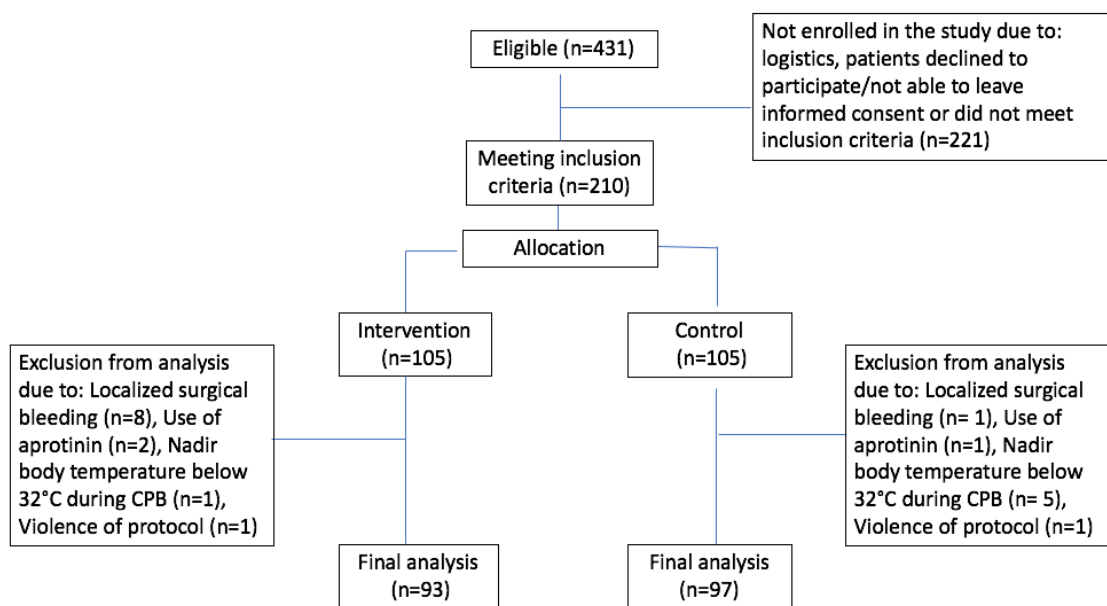 Eligible (n=431)
Not enrolled in the study due to:
logistics, patients declined to
participate/not able to leave
informed consent or did not meet
inclusion criteria (n=221)
Meeting inclusion
criteria (n=210)
Allocation
Intervention
(n=105)
Control
(n=105)
Exclusion from analysis
due to: Localized surgical
bleeding (n=8), Use of
aprotinin (n=2), Nadir
body temperature below
32°C during CPB (n=1),
Violence of protocol (n=1)
Exclusion from analysis
due to: Localized surgical
bleeding (n= 1), Use of
aprotinin (n=1), Nadir
body temperature below
32°C during CPB (n= 5),
Violence of protocol (n=1)
Final analysis
(n=93)
Final analysis
(n=97)